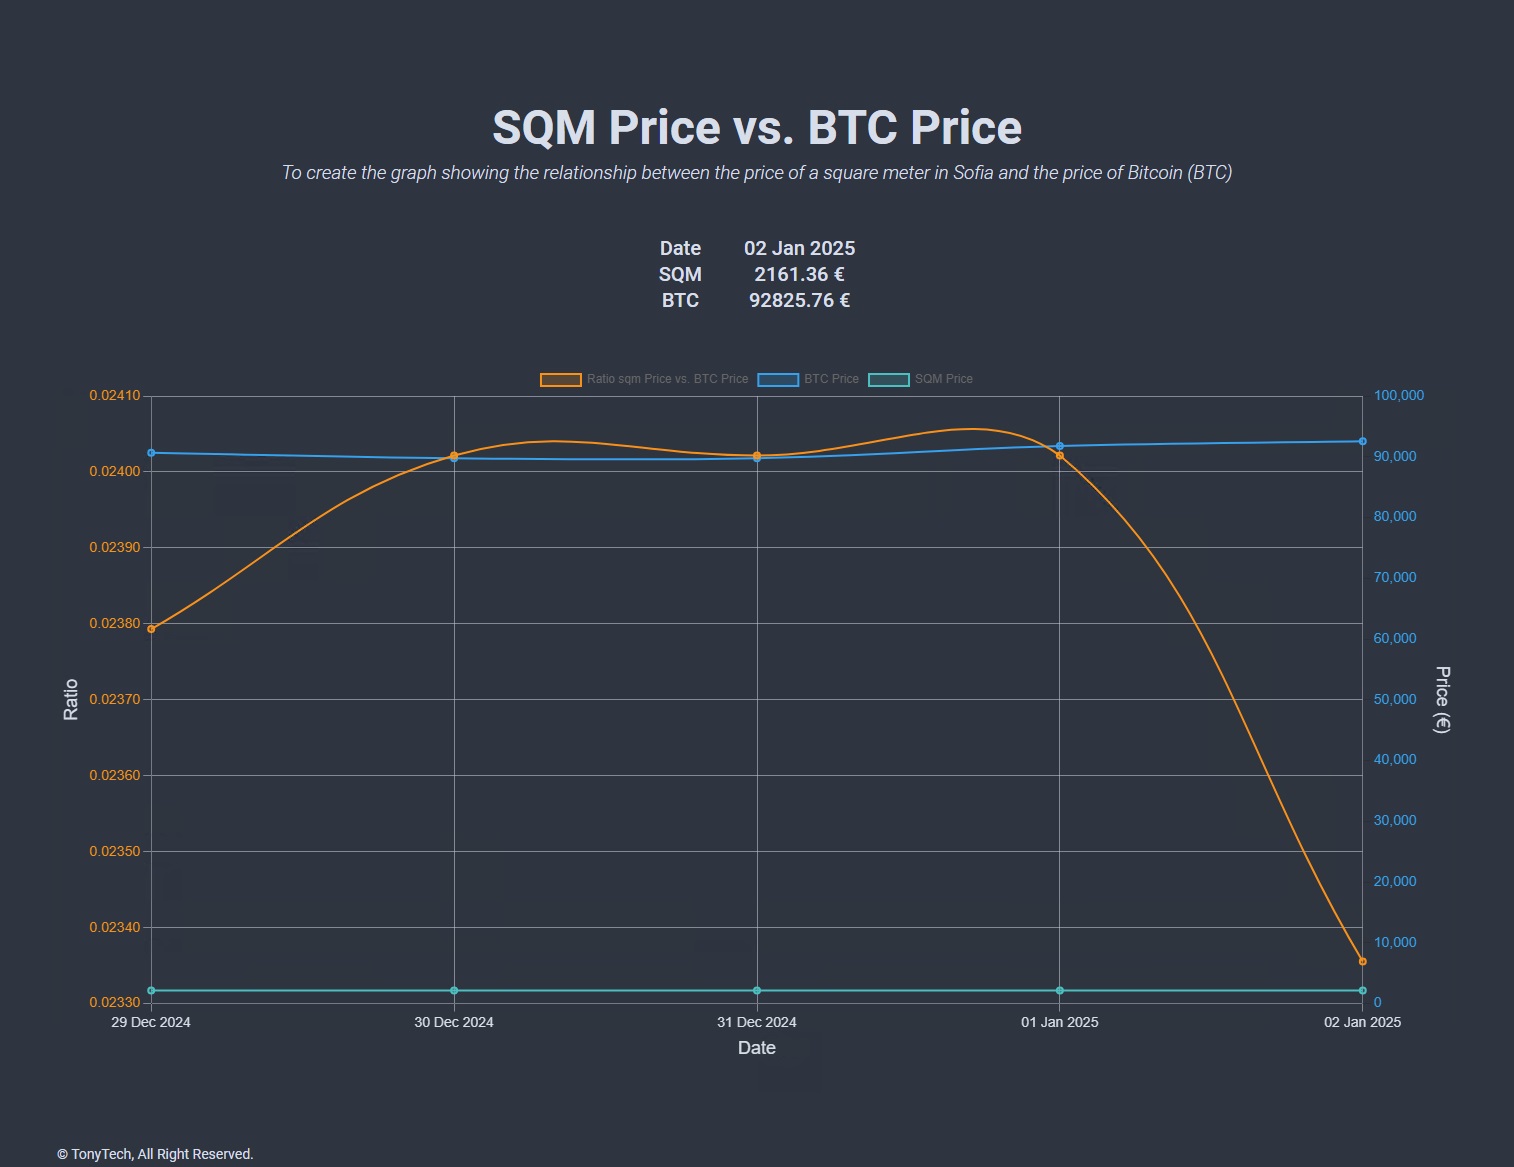 SQM Price vs. BTC Price
To create the graph showing the relationship between the price of a square meter in Sofia and the price of Bitcoin (BTC)
Date 02 Jan 2025
SQM 2161.36 €
BTC 92825.76 €
Ratio sqm Price vs. BTC Price BTC Price SQM Price
0.02410
0.02400
0.02390
0.02380
0.02370
0.02360
0.02350
0.02340
0.02330
Ratio
100,000
90,000
80,000
70,000
60,000
50,000
40,000
30,000
20,000
10,000
0
Price (€)
29 Dec 2024 30 Dec 2024 31 Dec 2024 01 Jan 2025 02 Jan 2025
Date
© TonyTech, All Right Reserved.